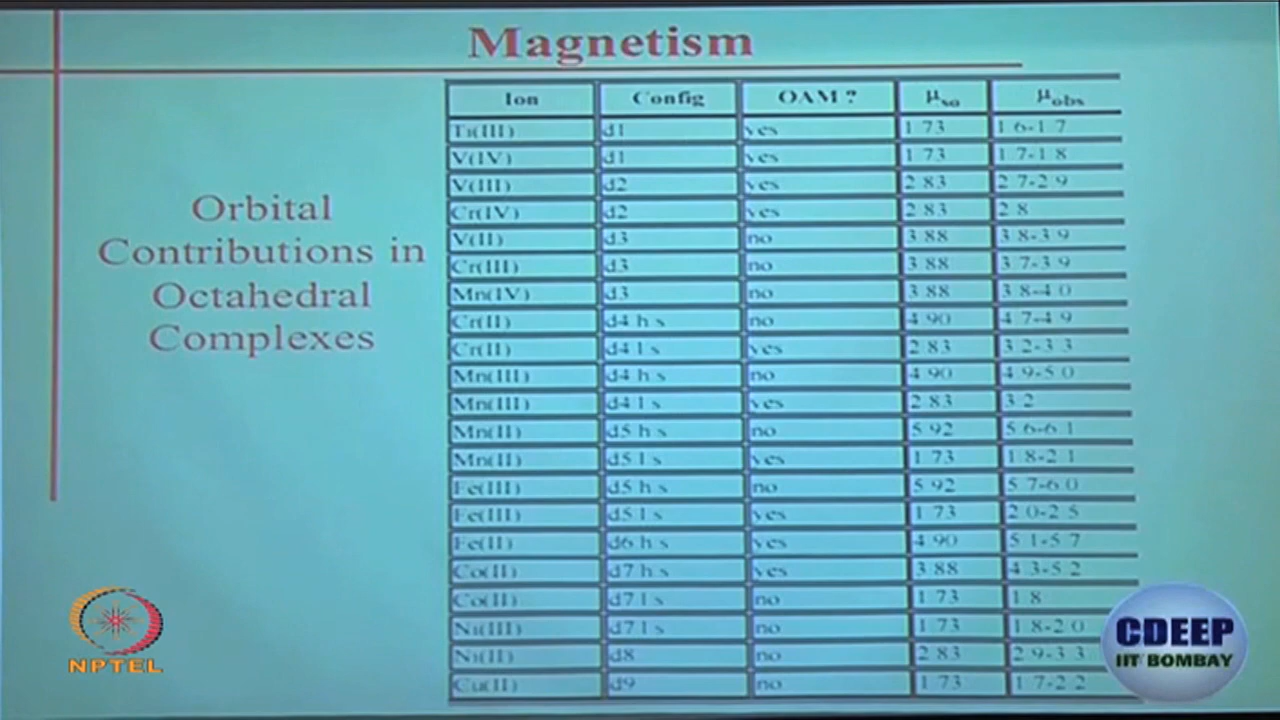 Magnetism
Orbital
Contributions in
Octahedral
Complexes
Ion Config OAM ? μso μobs
Ti(III) d1 yes 1.73 1.6-1.7
V(IV) d1 yes 1.73 1.7-1.8
V(III) d2 yes 2.83 2.7-2.9
Cr(IV) d2 yes 2.83 2.8
V(II) d3 no 3.88 3.8-3.9
Cr(III) d3 no 3.88 3.7-3.9
Mn(IV) d3 no 3.88 3.8-4.0
Cr(II) d4 h.s. no 4.90 4.7-4.9
Cr(II) d4 l.s. yes 2.83 3.2-3.3
Mn(III) d4 h.s. no 4.90 4.9-5.0
Mn(III) d4 l.s. yes 2.83 3.2
Mn(II) d5 h.s. no 5.92 5.6-6.1
Mn(II) d5 l.s. yes 1.73 1.8-2.1
Fe(III) d5 h.s. no 5.92 5.7-6.0
Fe(III) d5 l.s. yes 1.73 2.0-2.5
Fe(II) d6 h.s. yes 4.90 5.1-5.7
Co(II) d7 h.s. yes 3.88 4.3-5.2
Co(II) d7 l.s. no 1.73 1.8
Ni(III) d7 l.s. no 1.73 1.8-2.0
Ni(II) d8 no 2.83 2.9-3.3
Cu(II) d9 no 1.73 1.7-2.2
NPTEL
CDEEP
IIT BOMBAY